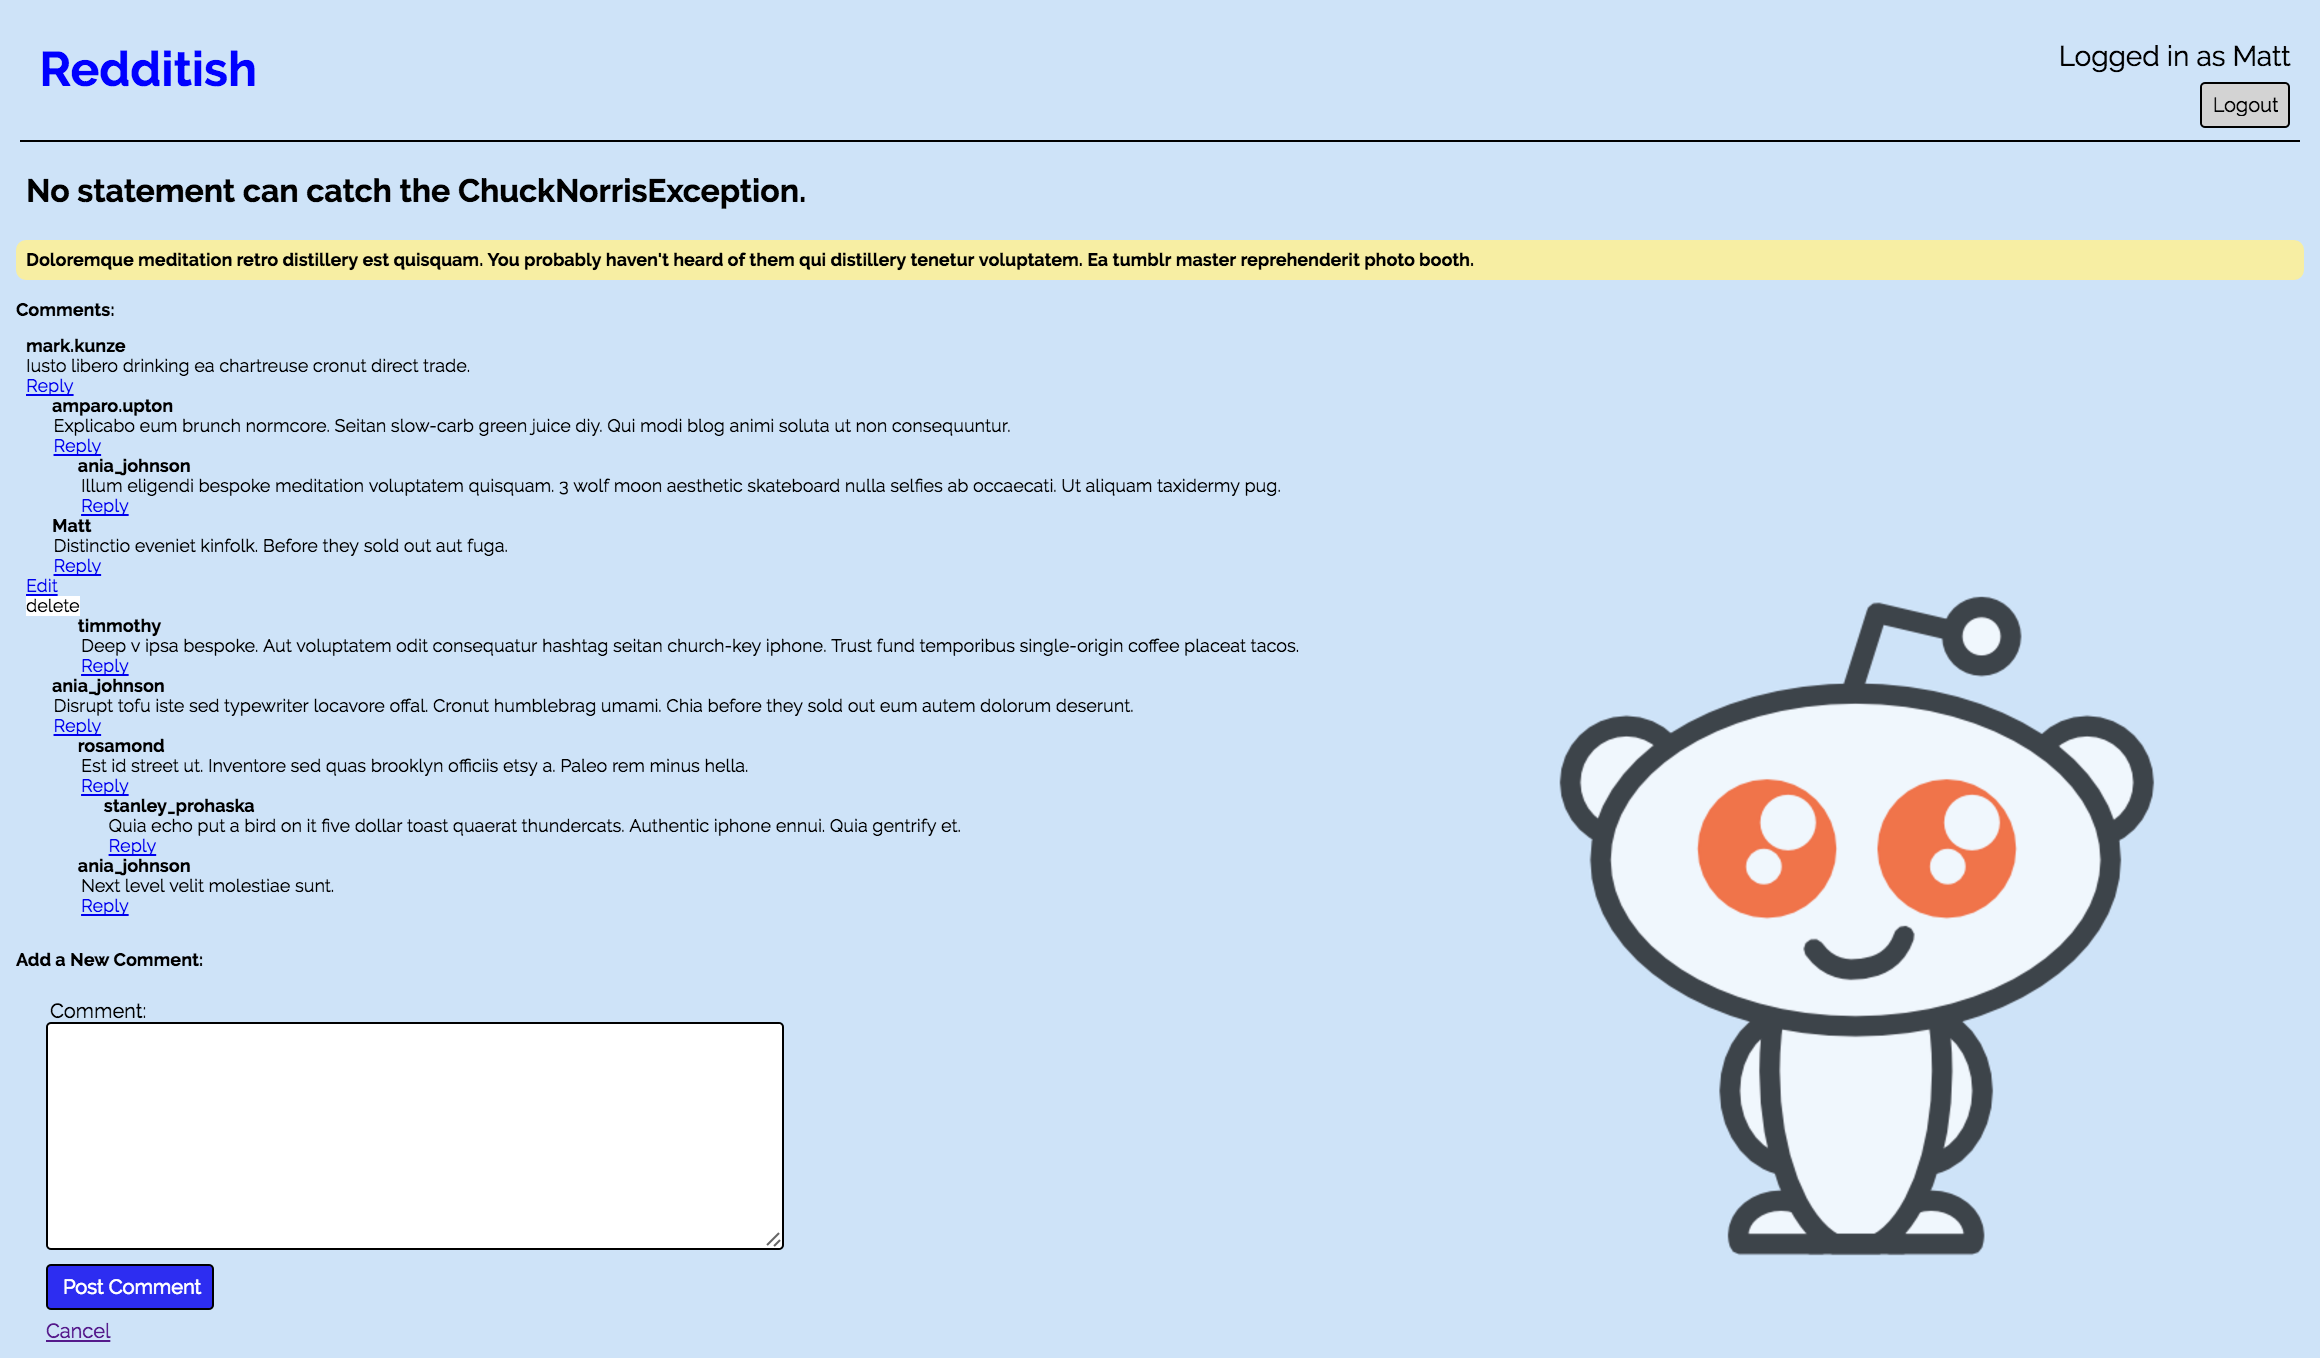 Redditish
Logged in as Matt
Logout
No statement can catch the ChuckNorrisException.
Doloremque meditation retro distillery est quisquam. You probably haven't heard of them qui distillery tenetur voluptatem. Ea tumblr master reprehenderit photo booth.
Comments:
mark.kunze
Iusto libero drinking ea chartreuse cronut direct trade.
Reply
amparo.upton
Explicabo eum brunch normcore. Seitan slow-carb green juice diy. Qui modi blog animi soluta ut non consequuntur.
Reply
ania_johnson
Illum eligendi bespoke meditation voluptatem quisquam. 3 wolf moon aesthetic skateboard nulla selfies ab occaecati. Ut aliquam taxidermy pug.
Reply
Matt
Distinctio eveniet kinfolk. Before they sold out aut fuga.
Reply
Edit
delete
timmothy
Deep v ipsa bespoke. Aut voluptatem odit consequatur hashtag seitan church-key iphone. Trust fund temporibus single-origin coffee placeat tacos.
Reply
ania_johnson
Disrupt tofu iste sed typewriter locavore offal. Cronut humblebrag umami. Chia before they sold out eum autem dolorum deserunt.
Reply
rosamond
Est id street ut. Inventore sed quas brooklyn officiis etsy a. Paleo rem minus hella.
Reply
stanley_prohaska
Quia echo put a bird on it five dollar toast quaerat thundercats. Authentic iphone ennui. Quia gentrify et.
Reply
ania_johnson
Next level velit molestiae sunt.
Reply
Add a New Comment:
Comment:
Post Comment
Cancel